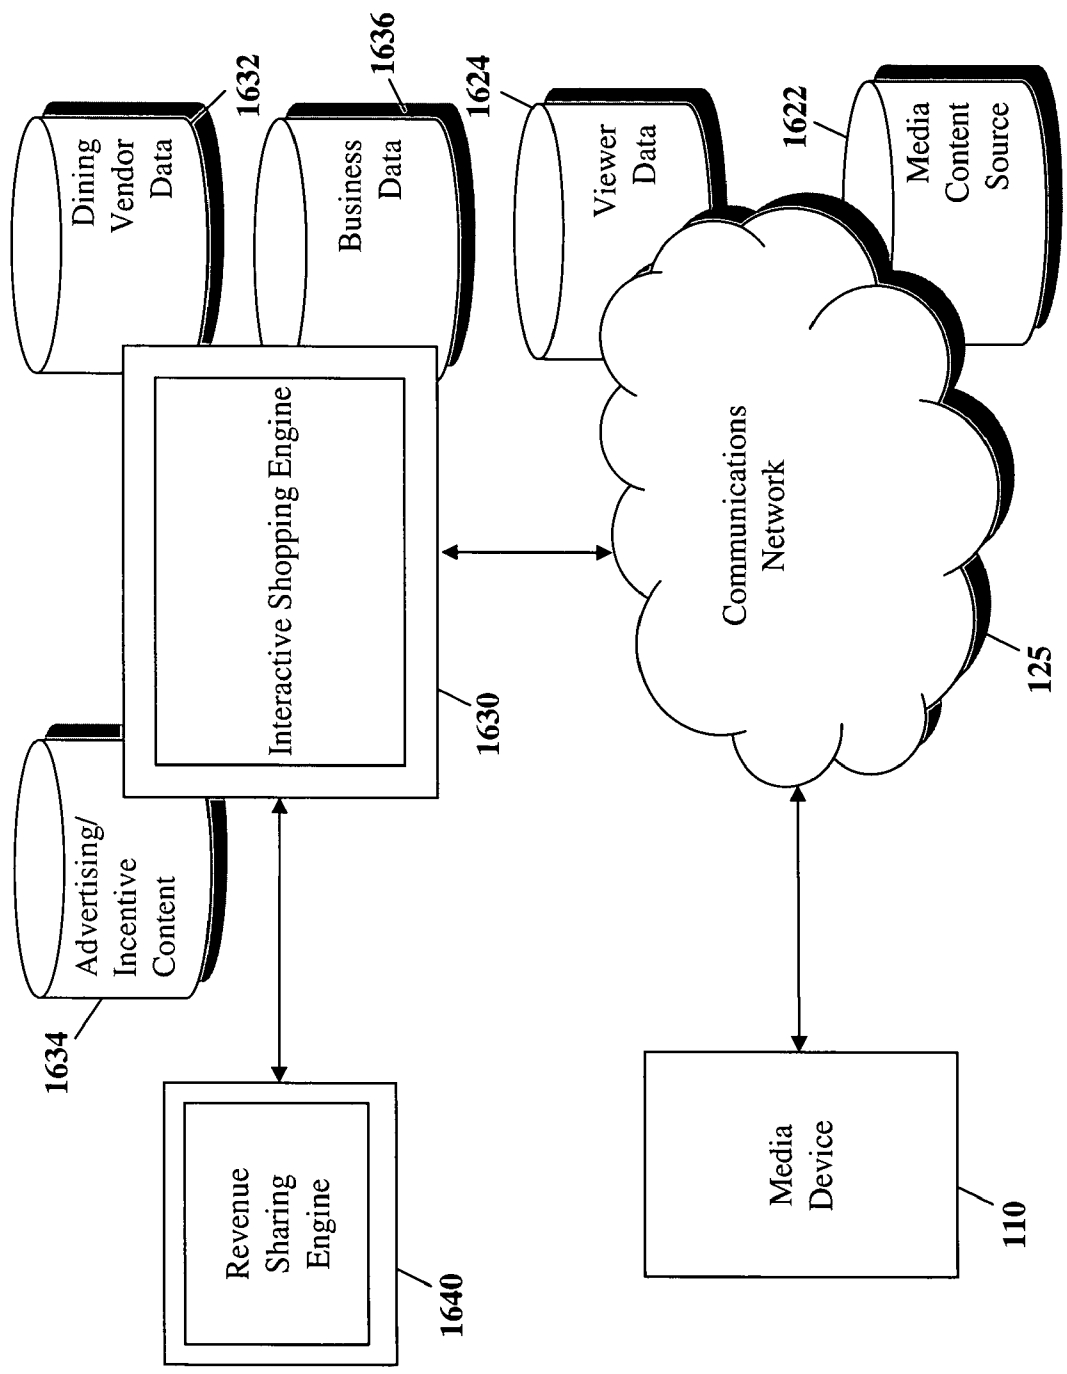 1634
Advertising/
Incentive
Content
Dining
Vendor
Data
1632
Business
Data
1636
Revenue
Sharing
Engine
1640
Interactive Shopping Engine
1630
Viewer
Data
1624
Media
Device
110
Communications
Network
125
Media
Content
Source
1622